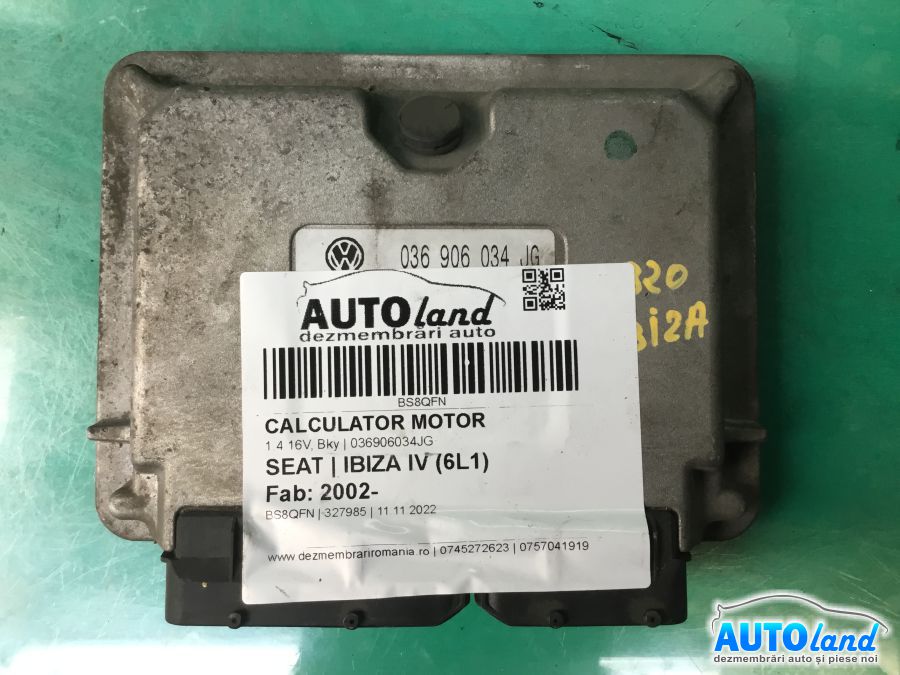 036 906 034 JG
AUTOland
dezmembrări auto
BS8QFN
CALCULATOR MOTOR
1 4 16V, Bky | 036906034JG
SEAT | IBIZA IV (6L1)
Fab: 2002-
BS8QFN | 327985 | 11 11 2022
www.dezmembrariromania.ro | 0745272623 | 0757041919
AUTOland
dezmembrări auto și piese noi